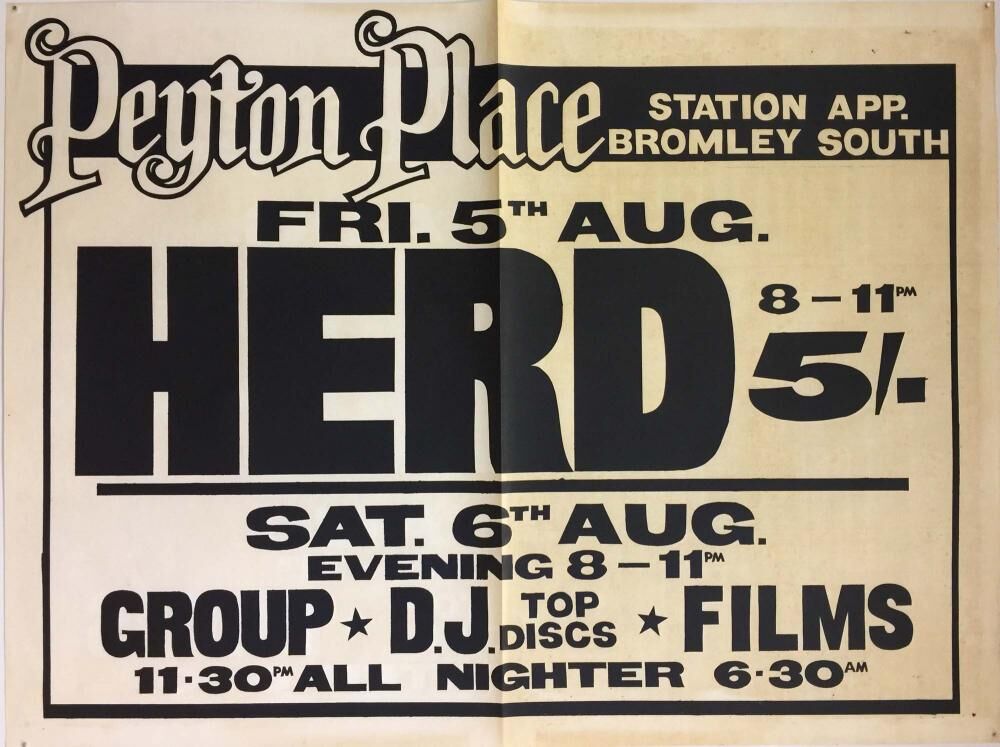 Peyton Place
STATION APP.
BROMLEY SOUTH
FRI. 5TH AUG.
HERD
8 – 11PM
5/-
SAT. 6TH AUG.
EVENING 8 – 11PM
GROUP ★ D.J. TOP DISCS ★ FILMS
11·30PM ALL NIGHTER 6·30AM